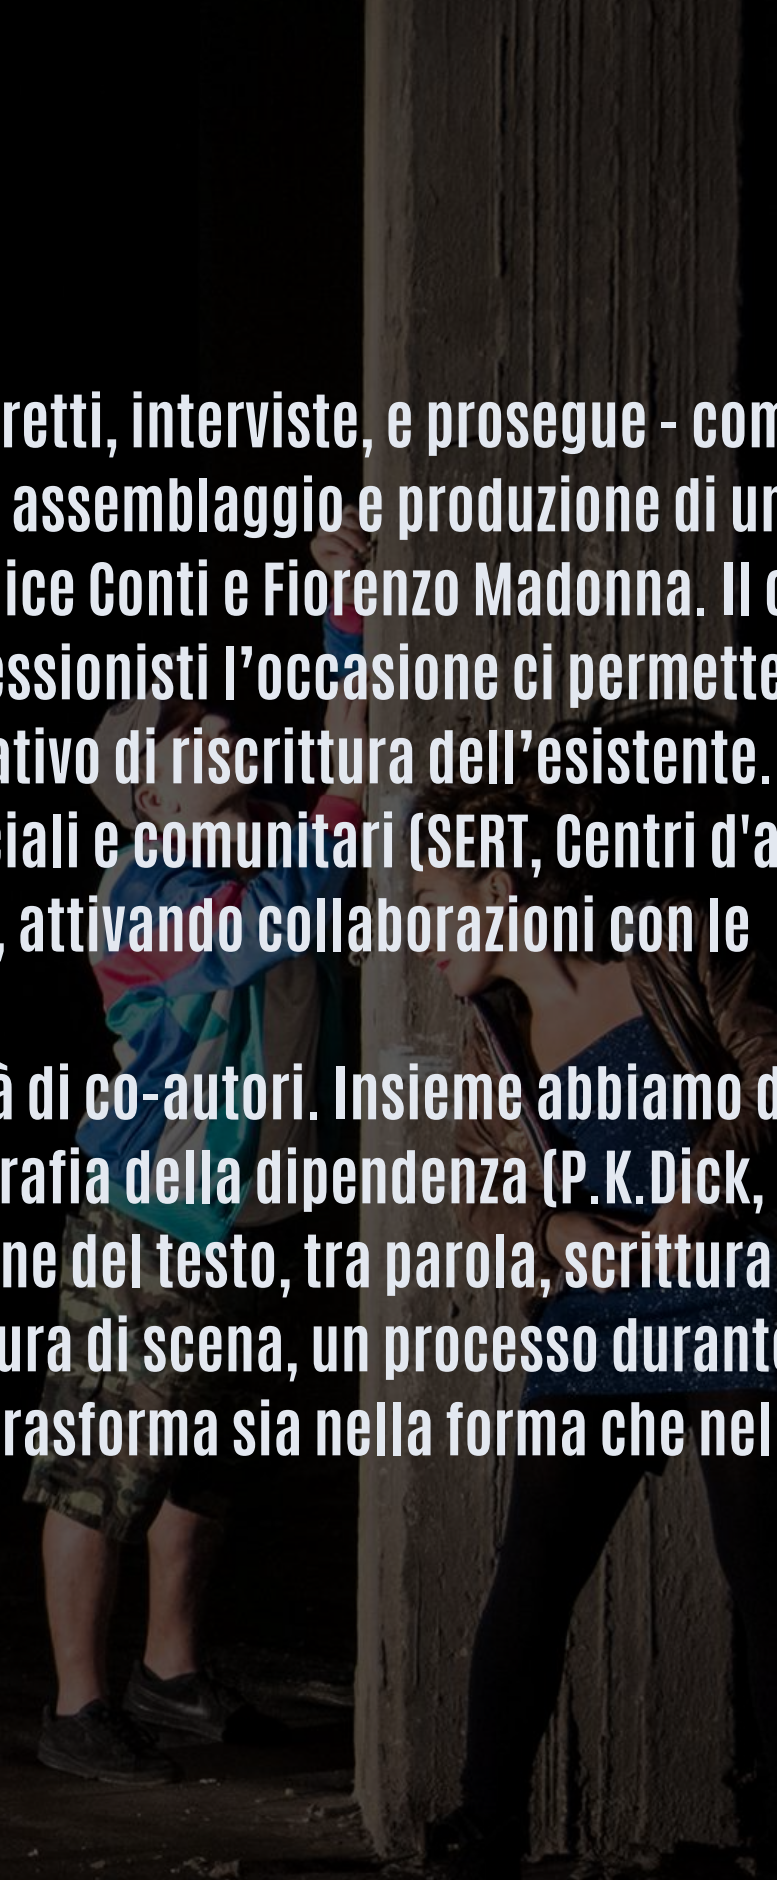 retti, interviste, e prosegue - com
assemblaggio e produzione di un
ice Conti e Fiorenzo Madonna. Il c
essionisti l’occasione ci permette
ativo di riscrittura dell’esistente.
ciali e comunitari (SERT, Centri d'a
, attivando collaborazioni con le
à di co-autori. Insieme abbiamo d
rafia della dipendenza (P.K.Dick,
ne del testo, tra parola, scrittura
ura di scena, un processo durante
rasforma sia nella forma che nel